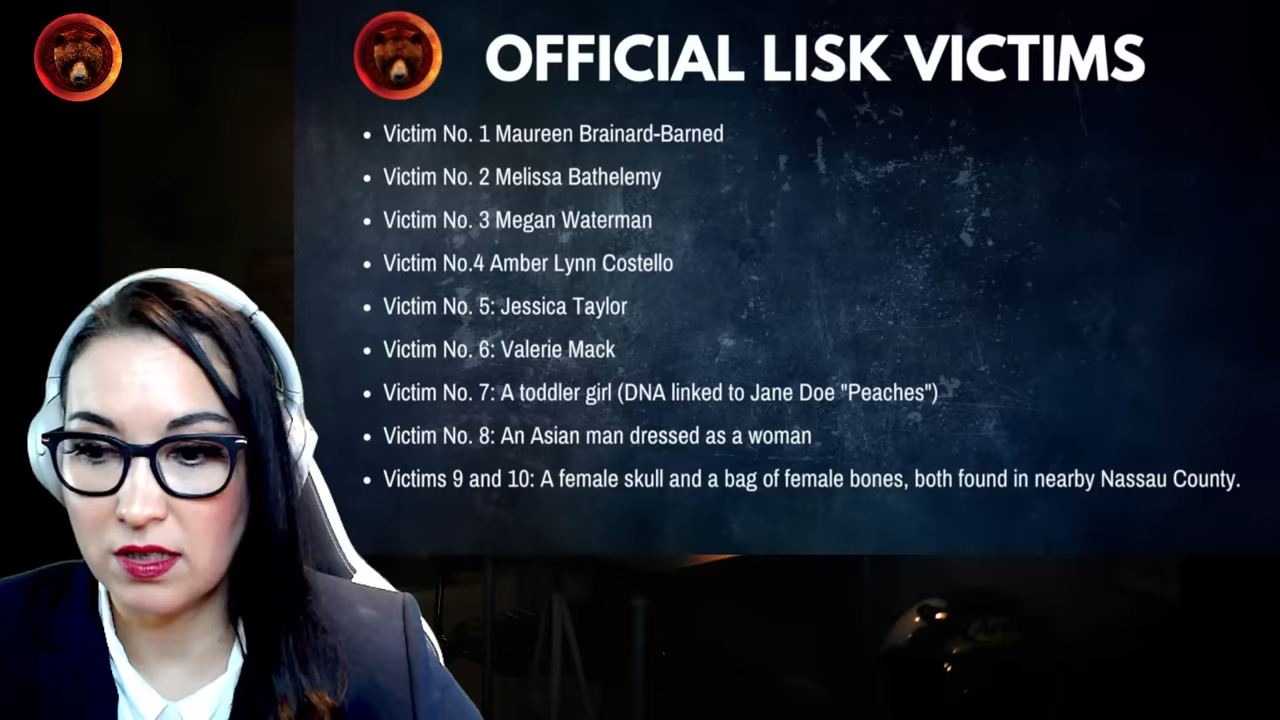 OFFICIAL LISK VICTIMS
• Victim No. 1 Maureen Brainard-Barned
• Victim No. 2 Melissa Bathelemy
• Victim No. 3 Megan Waterman
• Victim No.4 Amber Lynn Costello
• Victim No. 5: Jessica Taylor
• Victim No. 6: Valerie Mack
• Victim No. 7: A toddler girl (DNA linked to Jane Doe "Peaches")
• Victim No. 8: An Asian man dressed as a woman
• Victims 9 and 10: A female skull and a bag of female bones, both found in nearby Nassau County.